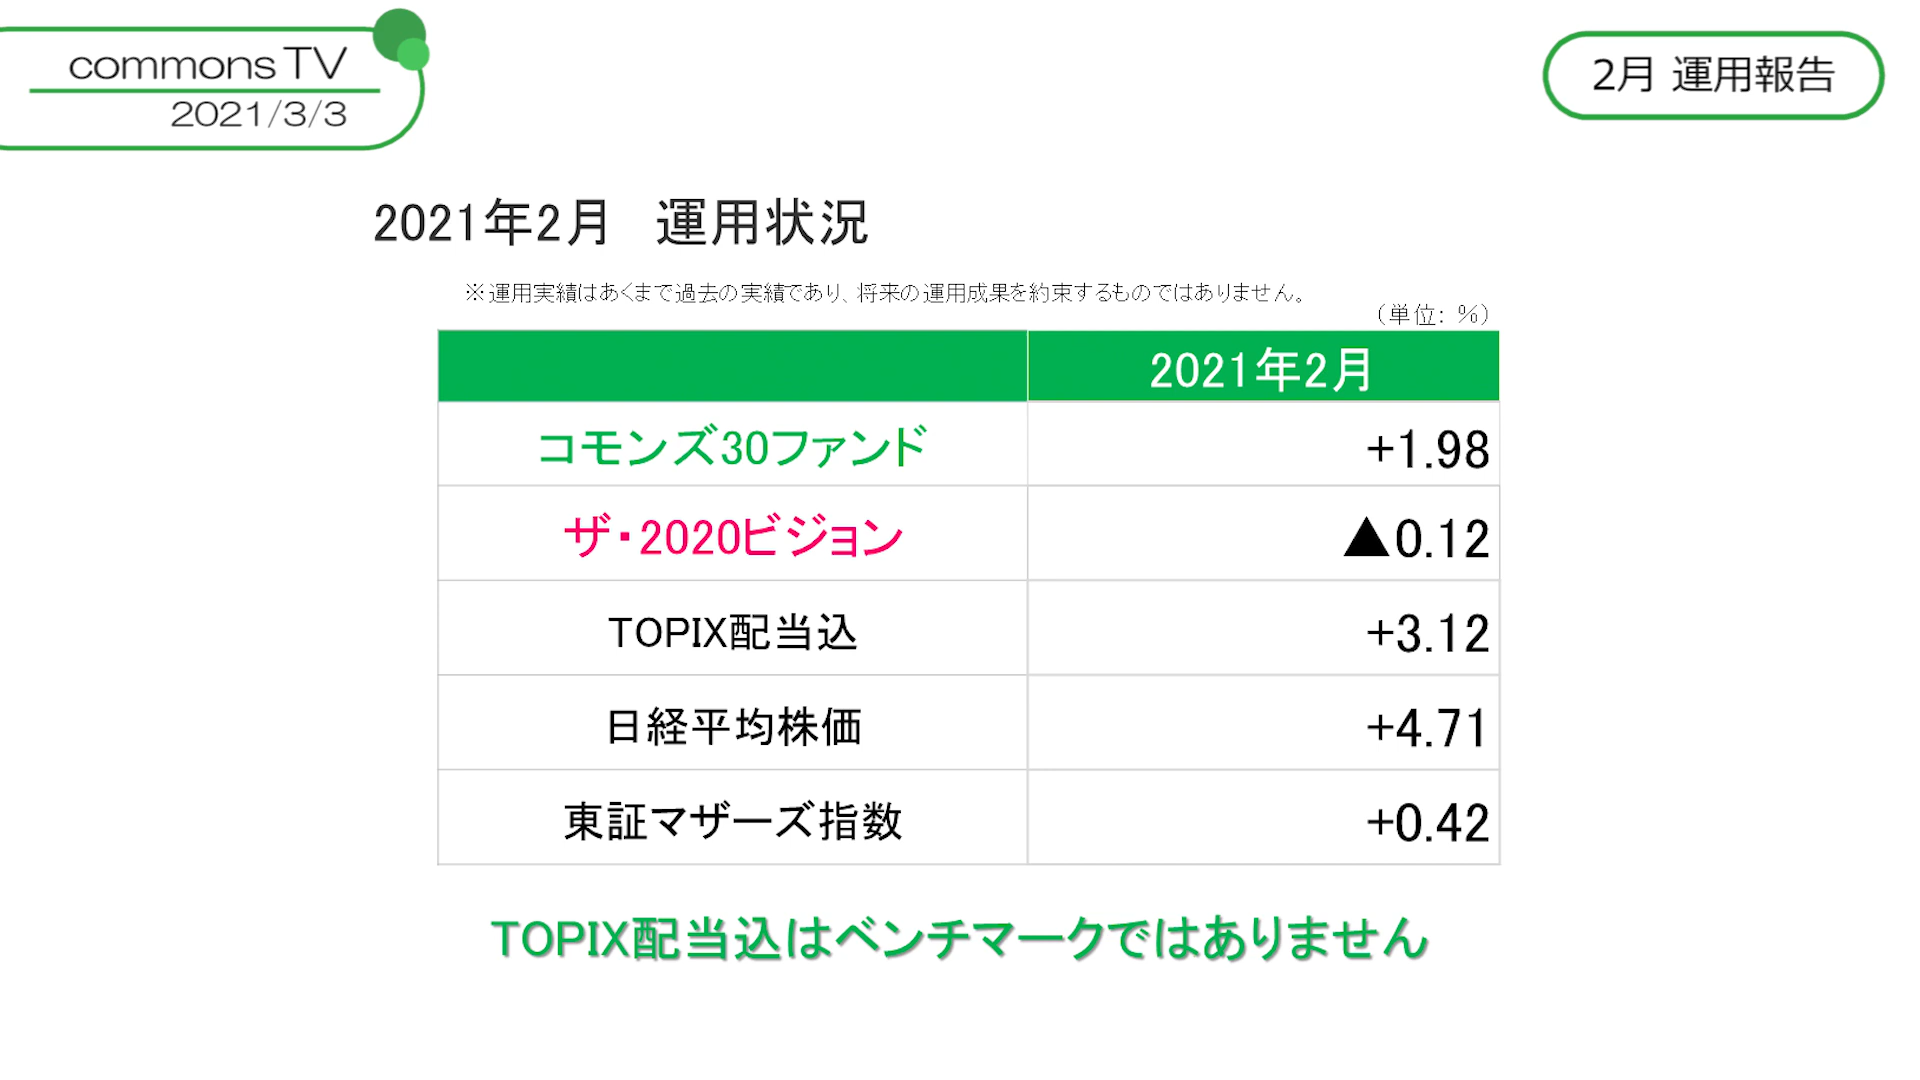 commons TV
2021/3/3
2月 運用報告
2021年2月　運用状況
※運用実績はあくまで過去の実績であり、将来の運用成果を約束するものではありません。
（単位：％）
2021年2月
コモンズ30ファンド +1.98
ザ・2020ビジョン ▲0.12
TOPIX配当込 +3.12
日経平均株価 +4.71
東証マザーズ指数 +0.42
TOPIX配当込はベンチマークではありません